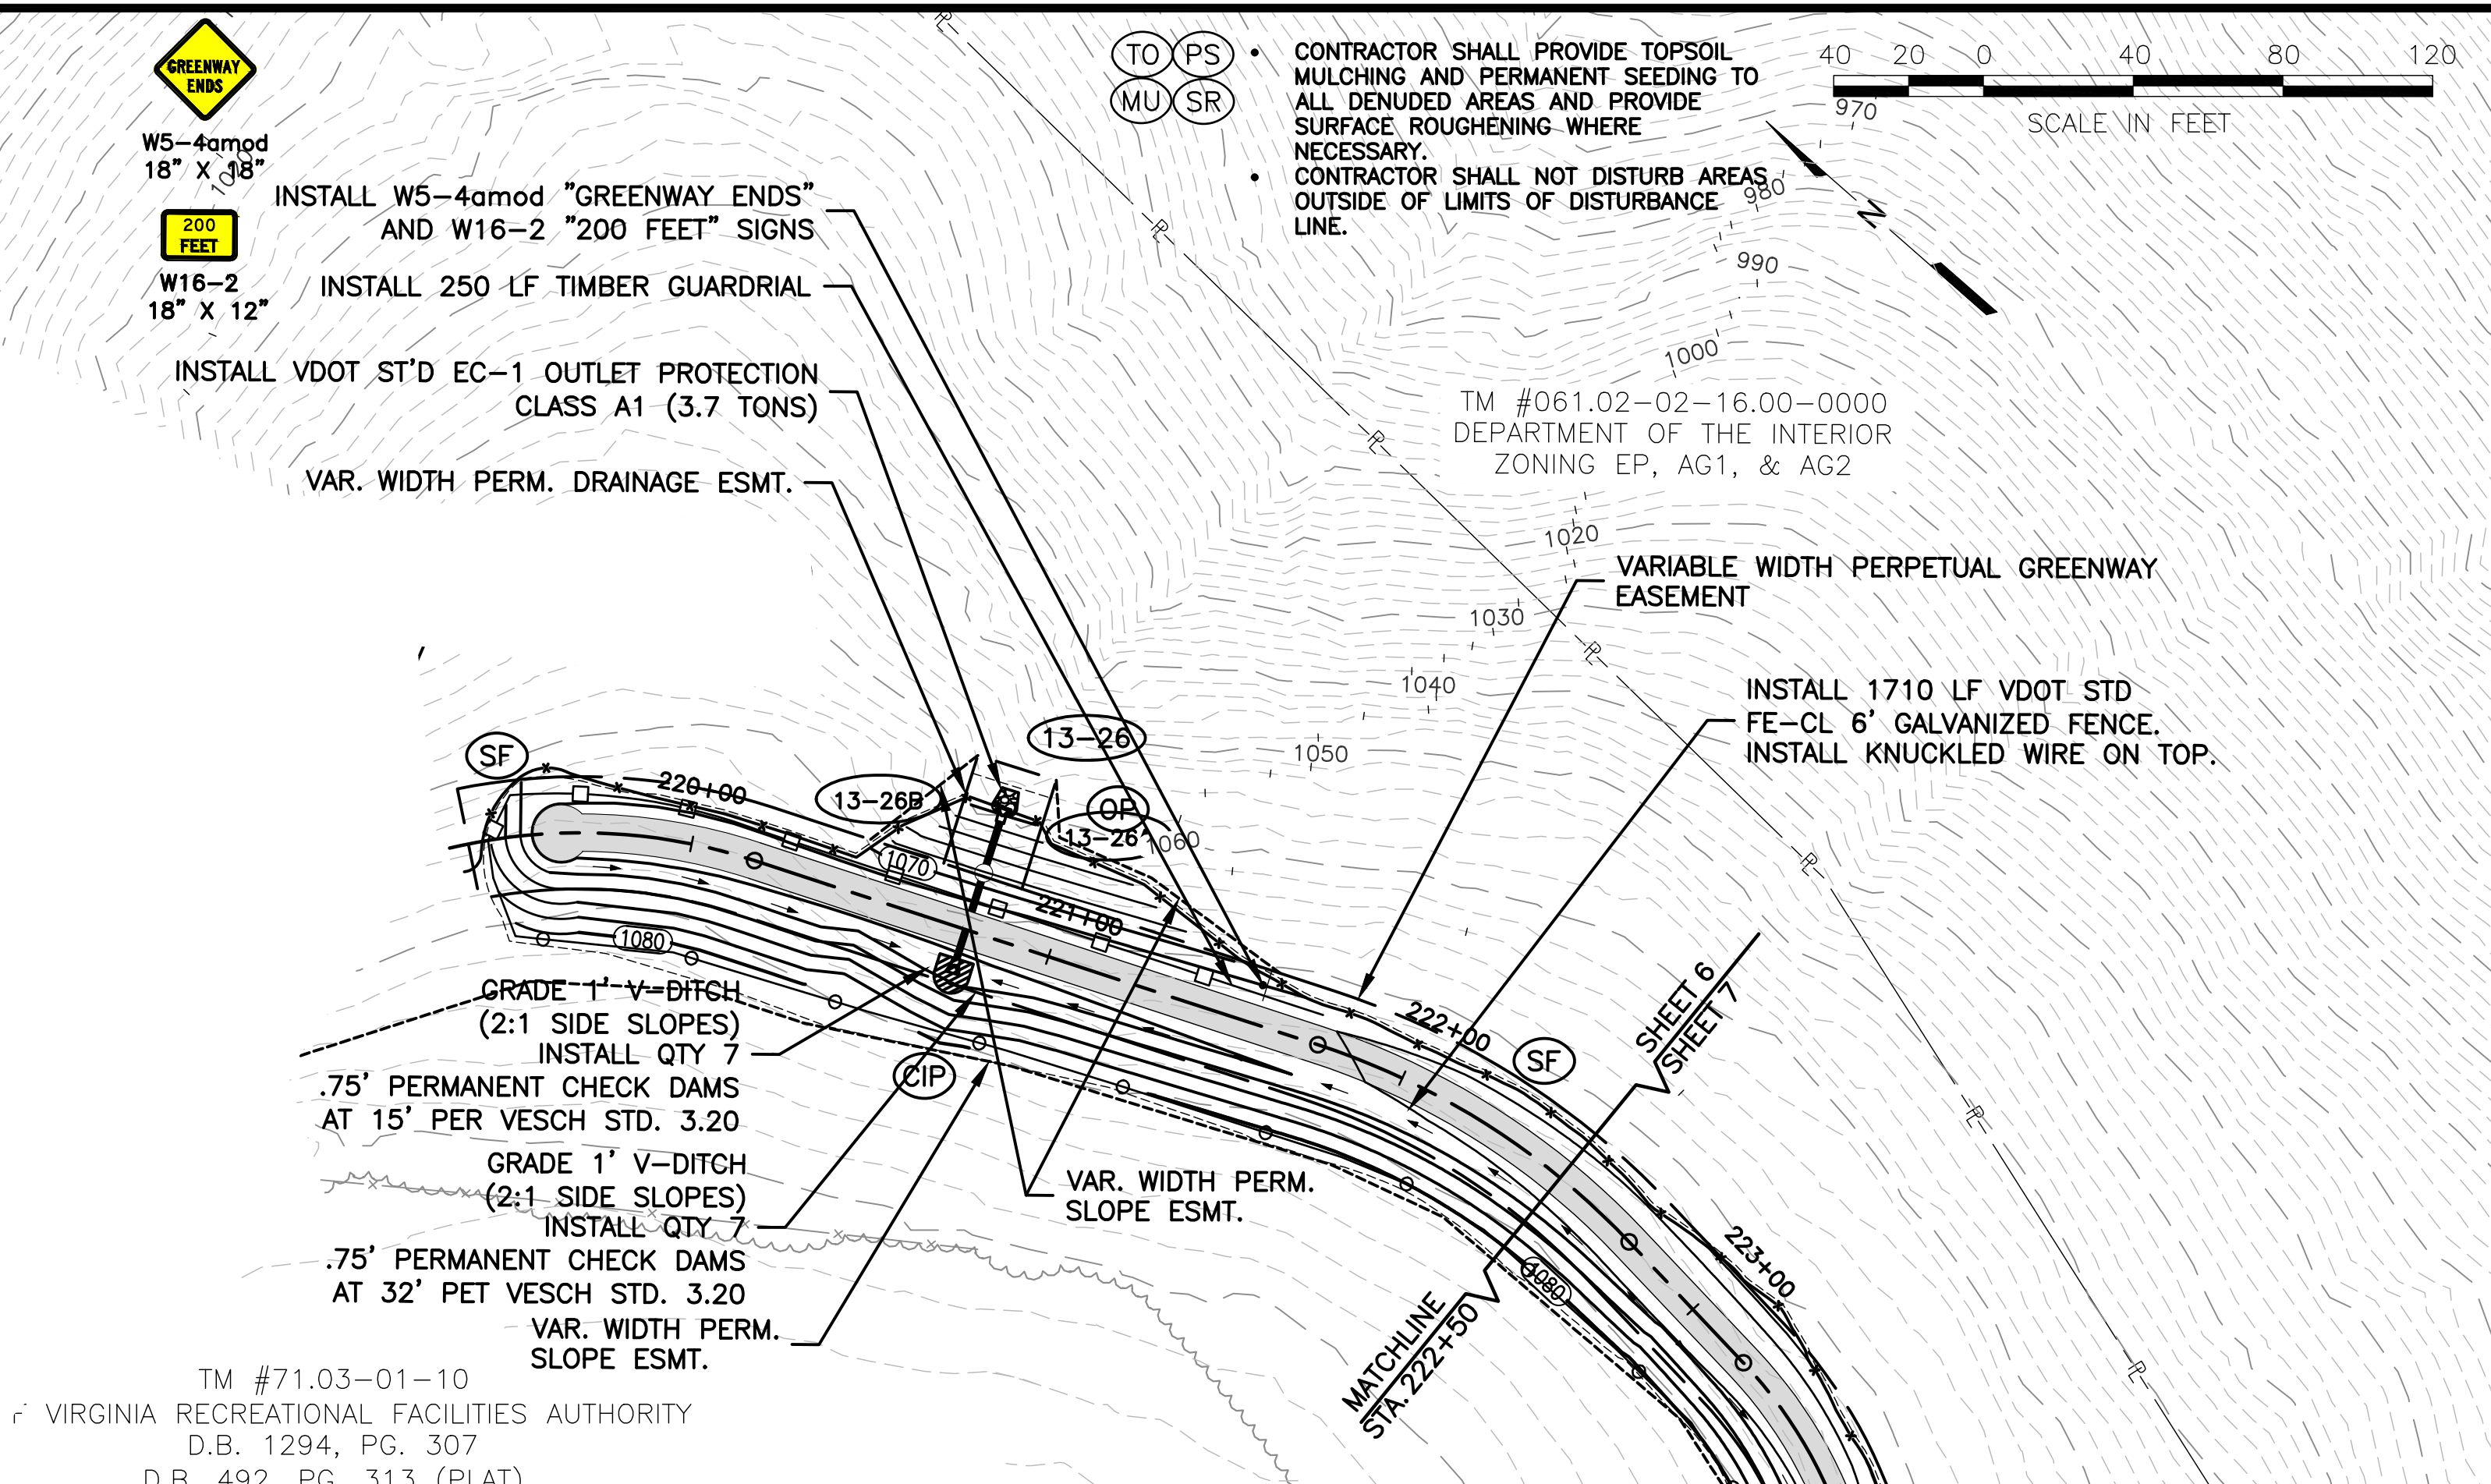 GREENWAY
ENDS
W5-4amod
18" X 18"
1020
200
FEET
W16-2
18" X 12"
INSTALL W5-4amod "GREENWAY ENDS"
AND W16-2 "200 FEET" SIGNS
INSTALL 250 LF TIMBER GUARDRIAL
INSTALL VDOT ST'D EC-1 OUTLET PROTECTION
CLASS A1 (3.7 TONS)
VAR. WIDTH PERM. DRAINAGE ESMT.
TO PS
MU SR
• CONTRACTOR SHALL PROVIDE TOPSOIL
MULCHING AND PERMANENT SEEDING TO
ALL DENUDED AREAS AND PROVIDE
SURFACE ROUGHENING WHERE
NECESSARY.
• CONTRACTOR SHALL NOT DISTURB AREAS
OUTSIDE OF LIMITS OF DISTURBANCE
LINE.
40 20 0 40 80 120
SCALE IN FEET
970
980
990
1000
N
TM #061.02-02-16.00-0000
DEPARTMENT OF THE INTERIOR
ZONING EP, AG1, & AG2
1020
1030
1040
1050
1060
VARIABLE WIDTH PERPETUAL GREENWAY
EASEMENT
INSTALL 1710 LF VDOT STD
FE-CL 6' GALVANIZED FENCE.
INSTALL KNUCKLED WIRE ON TOP.
PL
PL
PL
PL
PL
PL
PL
SF
220+00
13-26B
13-26
OP
13-26
1070
221+00
1080
222+00
SF
SHEET 6
SHEET 7
223+00
1080
MATCHLINE
STA. 222+50
CIP
GRADE 1' V-DITCH
(2:1 SIDE SLOPES)
INSTALL QTY 7
.75' PERMANENT CHECK DAMS
AT 15' PER VESCH STD. 3.20
GRADE 1' V-DITCH
(2:1 SIDE SLOPES)
INSTALL QTY 7
.75' PERMANENT CHECK DAMS
AT 32' PET VESCH STD. 3.20
VAR. WIDTH PERM.
SLOPE ESMT.
VAR. WIDTH PERM.
SLOPE ESMT.
TM #71.03-01-10
VIRGINIA RECREATIONAL FACILITIES AUTHORITY
D.B. 1294, PG. 307
D.B. 492, PG. 313 (PLAT)